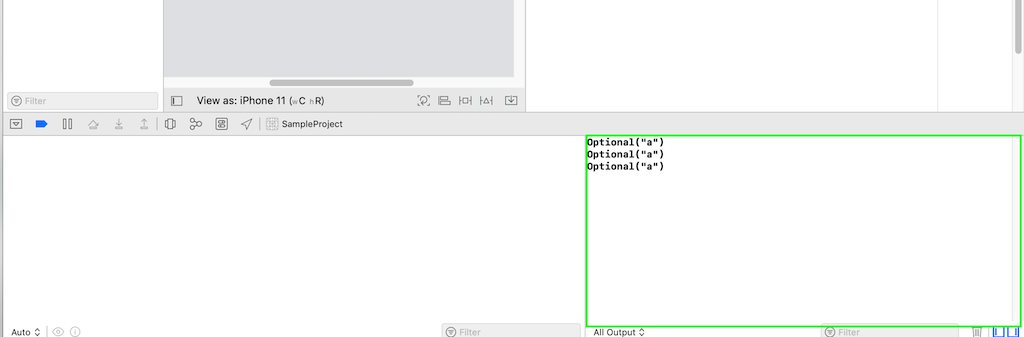 Filter
View as: iPhone 11 (wC hR)
SampleProject
Optional("a")
Optional("a")
Optional("a")
Auto
Filter
All Output
Filter